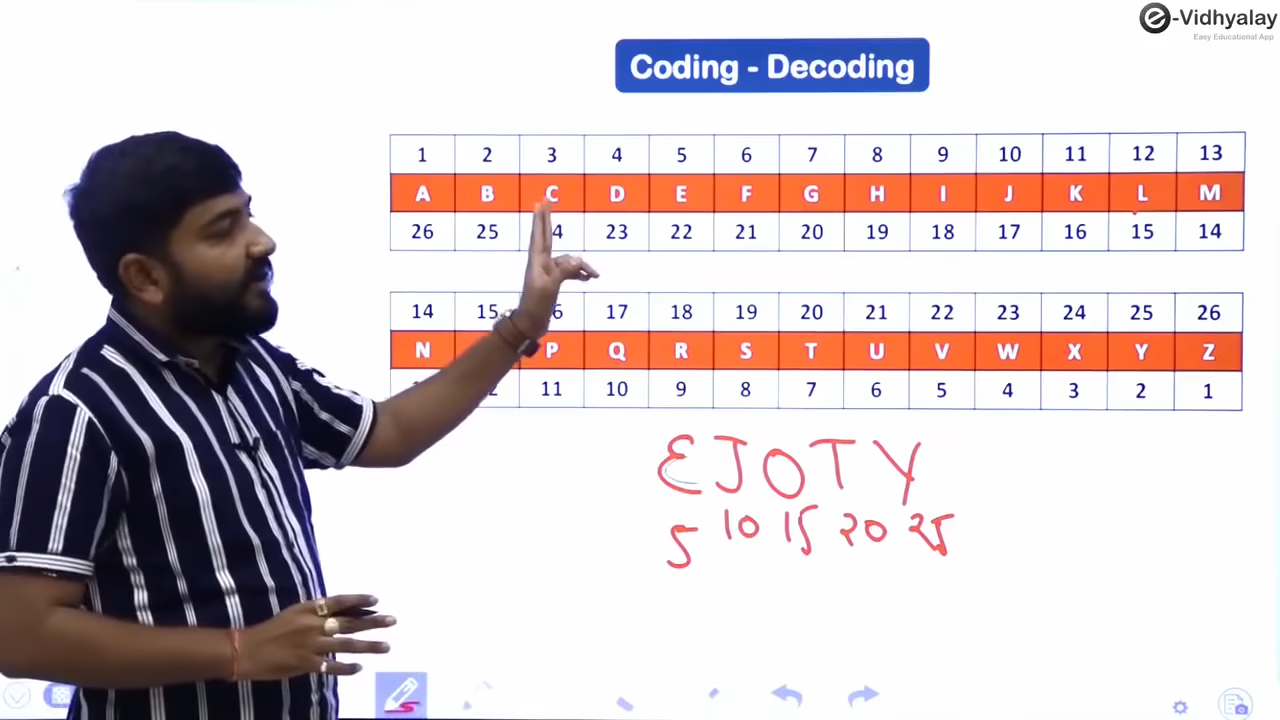 e-Vidhyalay
Easy Educational App
Coding - Decoding
1 2 3 4 5 6 7 8 9 10 11 12 13
A B C D E F G H I J K L M
26 25 4 23 22 21 20 19 18 17 16 15 14
14 15 6 17 18 19 20 21 22 23 24 25 26
N P Q R S T U V W X Y Z
11 10 9 8 7 6 5 4 3 2 1
E J O T Y
5 10 15 20 25